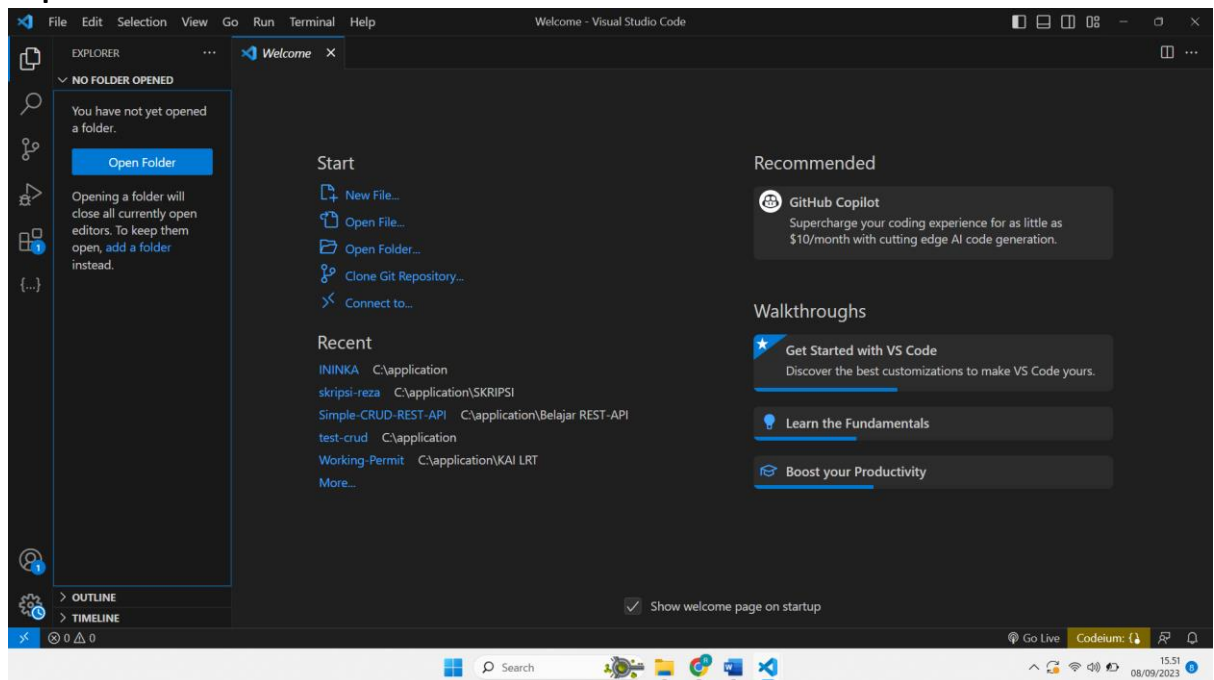 File Edit Selection View Go Run Terminal Help
Welcome - Visual Studio Code
EXPLORER
Welcome
NO FOLDER OPENED
You have not yet opened
a folder.
Open Folder
Opening a folder will
close all currently open
editors. To keep them
open, add a folder
instead.
Start
New File...
Open File...
Open Folder...
Clone Git Repository...
Connect to...
Recent
ININKA C:\application
skripsi-reza C:\application\SKRIPSI
Simple-CRUD-REST-API C:\application\Belajar REST-API
test-crud C:\application
Working-Permit C:\application\KAI LRT
More...
Recommended
GitHub Copilot
Supercharge your coding experience for as little as
$10/month with cutting edge AI code generation.
Walkthroughs
Get Started with VS Code
Discover the best customizations to make VS Code yours.
Learn the Fundamentals
Boost your Productivity
1
{...}
1
OUTLINE
TIMELINE
Show welcome page on startup
0 0
Go Live Codeium: {}
Search
15.51
08/09/2023